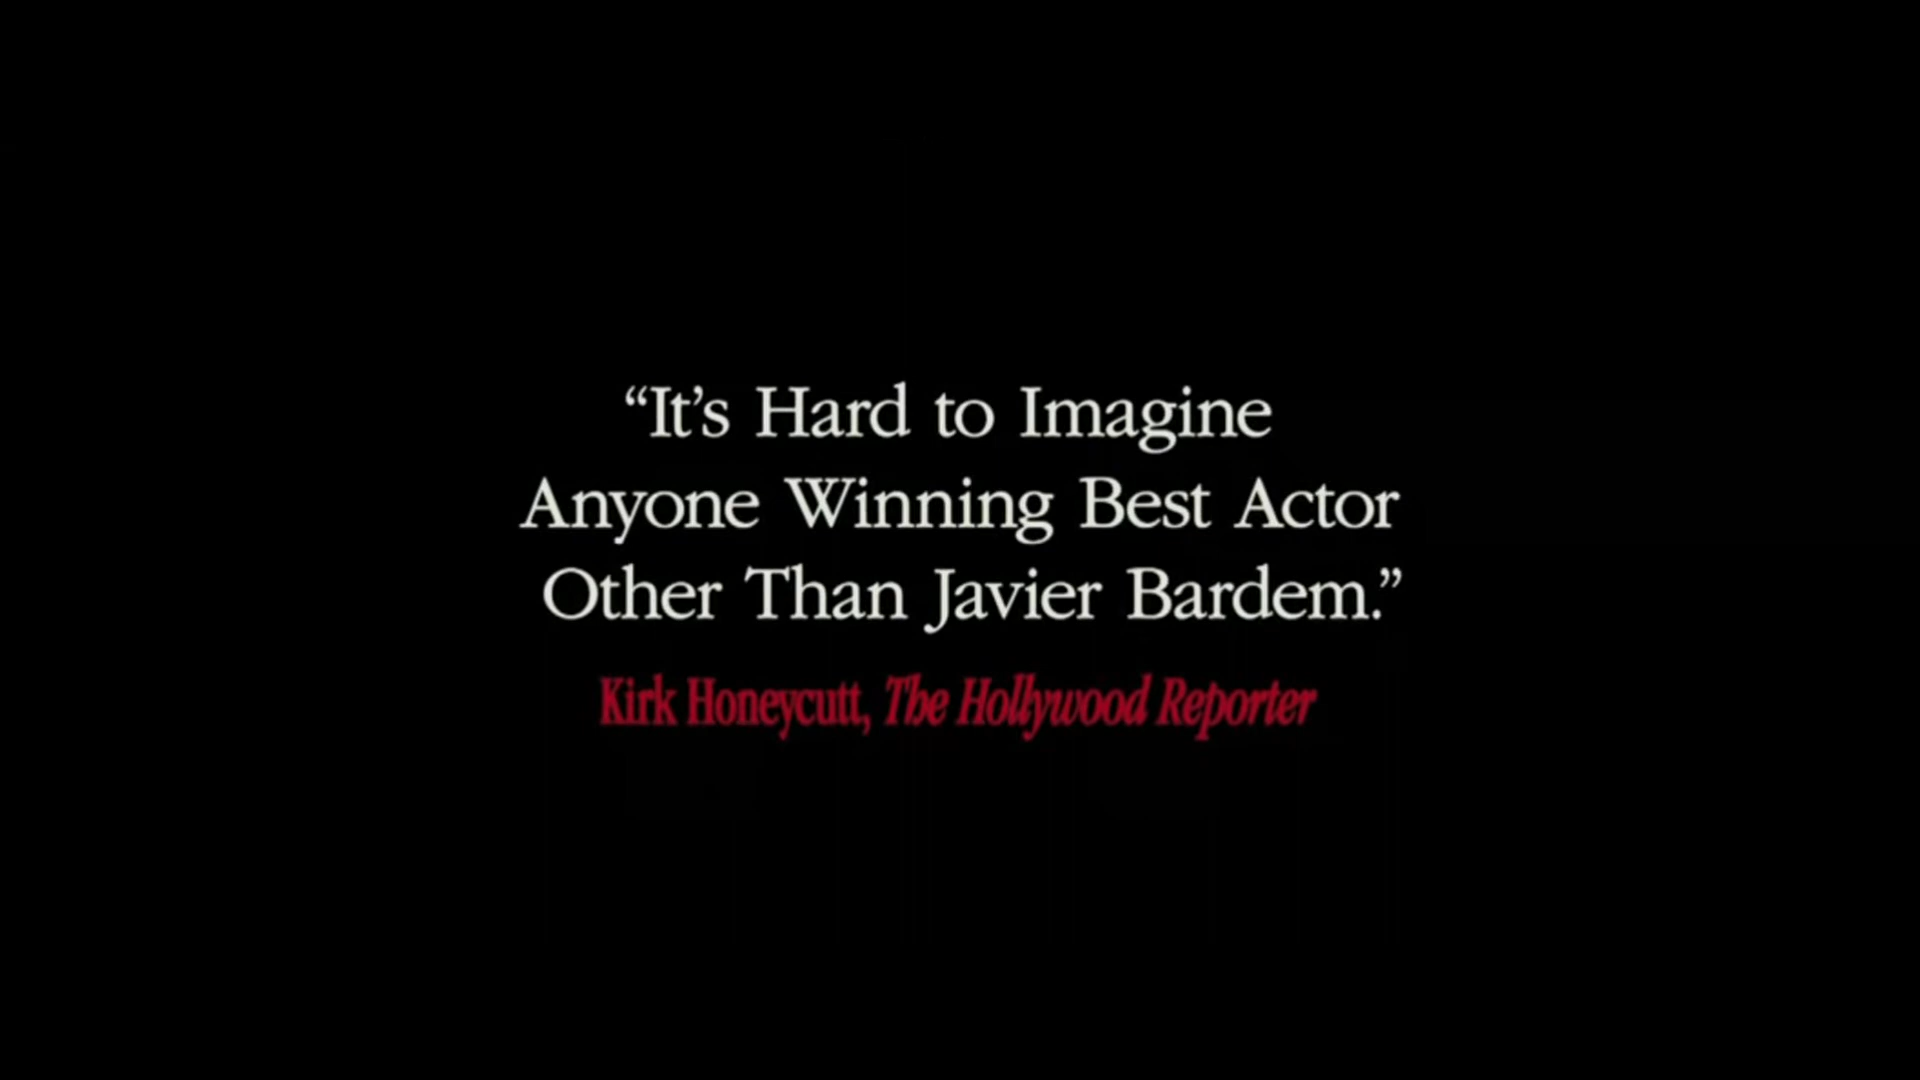 “It’s Hard to Imagine
Anyone Winning Best Actor
Other Than Javier Bardem.”
Kirk Honeycutt, The Hollywood Reporter